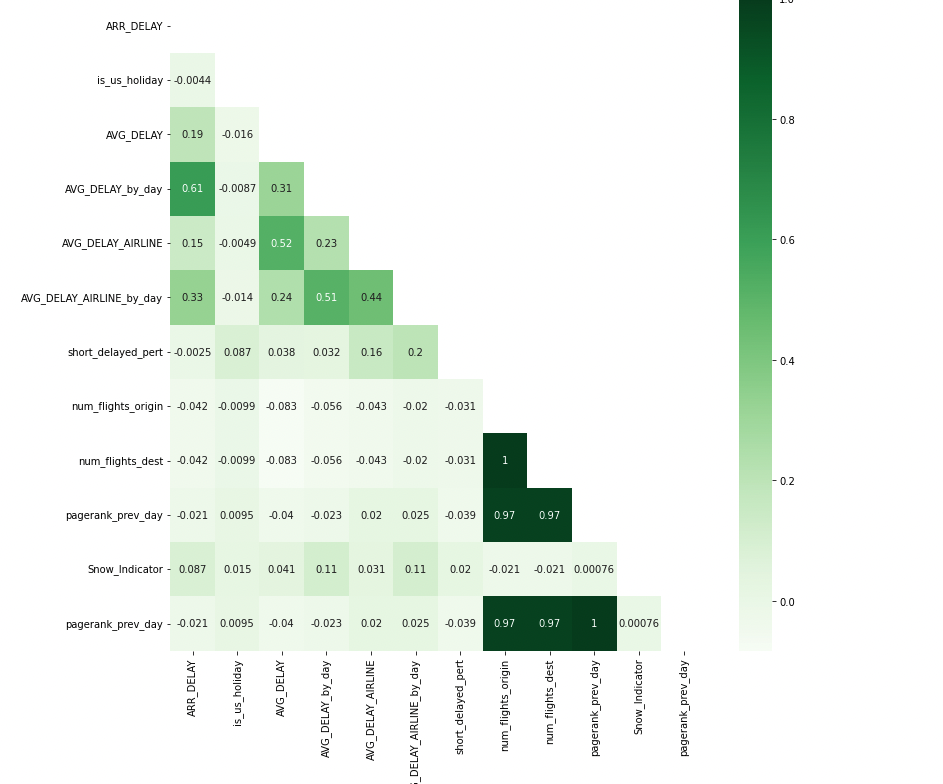 1.0
ARR_DELAY
is_us_holiday -0.0044
AVG_DELAY 0.19 -0.016
AVG_DELAY_by_day 0.61 -0.0087 0.31
AVG_DELAY_AIRLINE 0.15 -0.0049 0.52 0.23
AVG_DELAY_AIRLINE_by_day 0.33 -0.014 0.24 0.51 0.44
short_delayed_pert -0.0025 0.087 0.038 0.032 0.16 0.2
num_flights_origin -0.042 -0.0099 -0.083 -0.056 -0.043 -0.02 -0.031
num_flights_dest -0.042 -0.0099 -0.083 -0.056 -0.043 -0.02 -0.031 1
pagerank_prev_day -0.021 0.0095 -0.04 -0.023 0.02 0.025 -0.039 0.97 0.97
Snow_Indicator 0.087 0.015 0.041 0.11 0.031 0.11 0.02 -0.021 -0.021 0.00076
pagerank_prev_day -0.021 0.0095 -0.04 -0.023 0.02 0.025 -0.039 0.97 0.97 1 0.00076
ARR_DELAY
is_us_holiday
AVG_DELAY
AVG_DELAY_by_day
AVG_DELAY_AIRLINE
_DELAY_AIRLINE_by_day
short_delayed_pert
num_flights_origin
num_flights_dest
pagerank_prev_day
Snow_Indicator
pagerank_prev_day
0.8
0.6
0.4
0.2
0.0